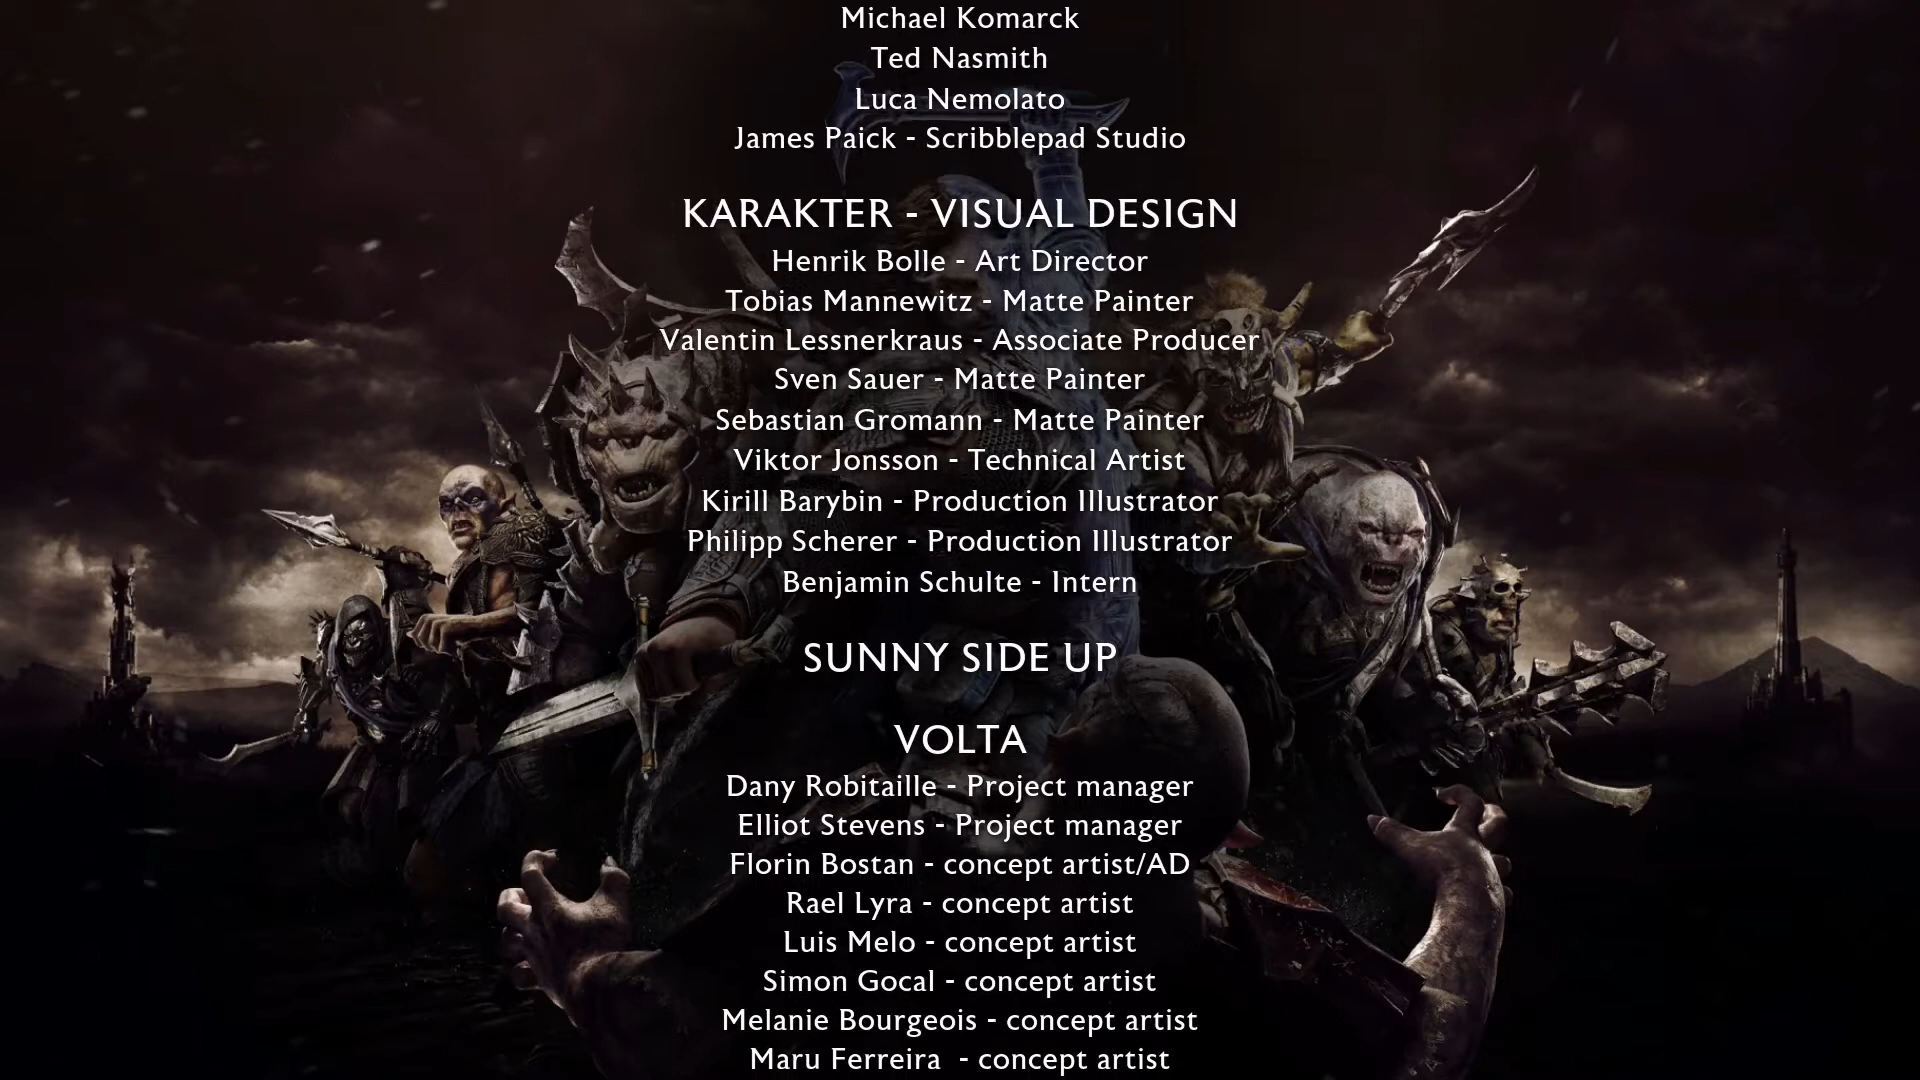 Michael Komarck
Ted Nasmith
Luca Nemolato
James Paick - Scribblepad Studio
KARAKTER - VISUAL DESIGN
Henrik Bolle - Art Director
Tobias Mannewitz - Matte Painter
Valentin Lessnerkraus - Associate Producer
Sven Sauer - Matte Painter
Sebastian Gromann - Matte Painter
Viktor Jonsson - Technical Artist
Kirill Barybin - Production Illustrator
Philipp Scherer - Production Illustrator
Benjamin Schulte - Intern
SUNNY SIDE UP
VOLTA
Dany Robitaille - Project manager
Elliot Stevens - Project manager
Florin Bostan - concept artist/AD
Rael Lyra - concept artist
Luis Melo - concept artist
Simon Gocal - concept artist
Melanie Bourgeois - concept artist
Maru Ferreira  - concept artist